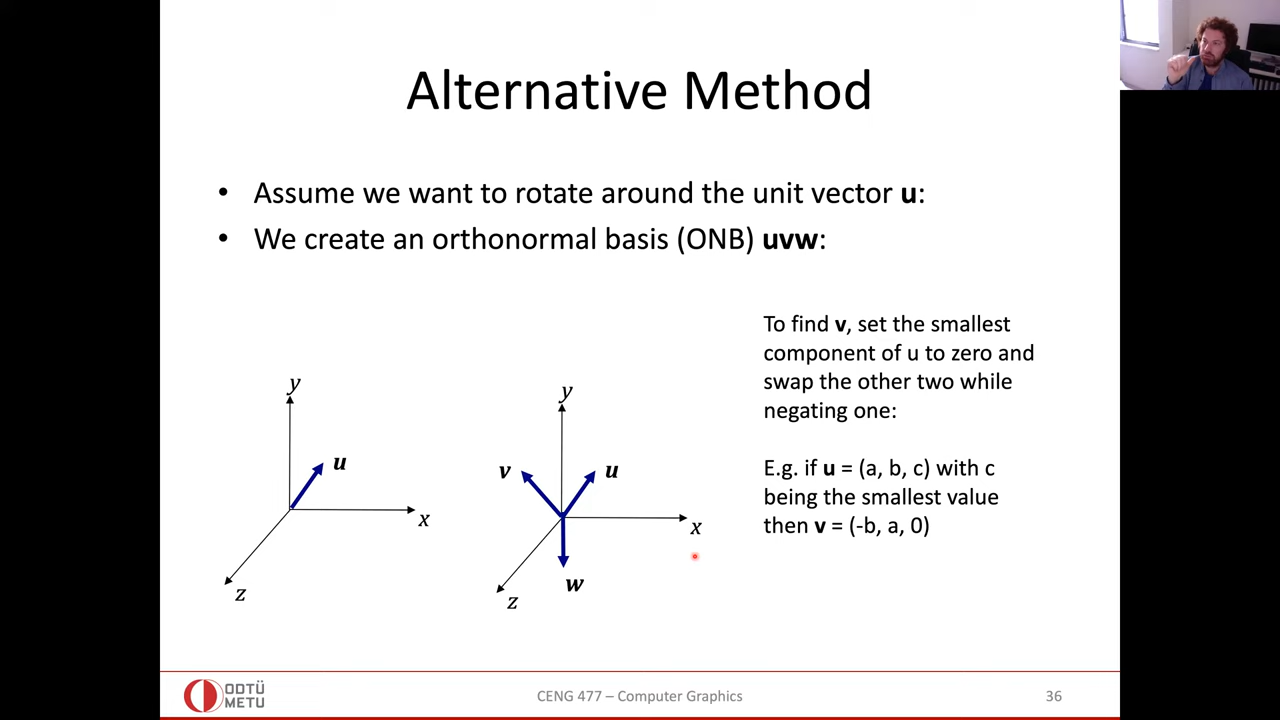 Alternative Method
• Assume we want to rotate around the unit vector u:
• We create an orthonormal basis (ONB) uvw:
To find v, set the smallest
component of u to zero and
swap the other two while
negating one:
E.g. if u = (a, b, c) with c
being the smallest value
then v = (-b, a, 0)
y
u
x
z
y
v
u
x
w
z
ODTÜ
METU
CENG 477 – Computer Graphics
36